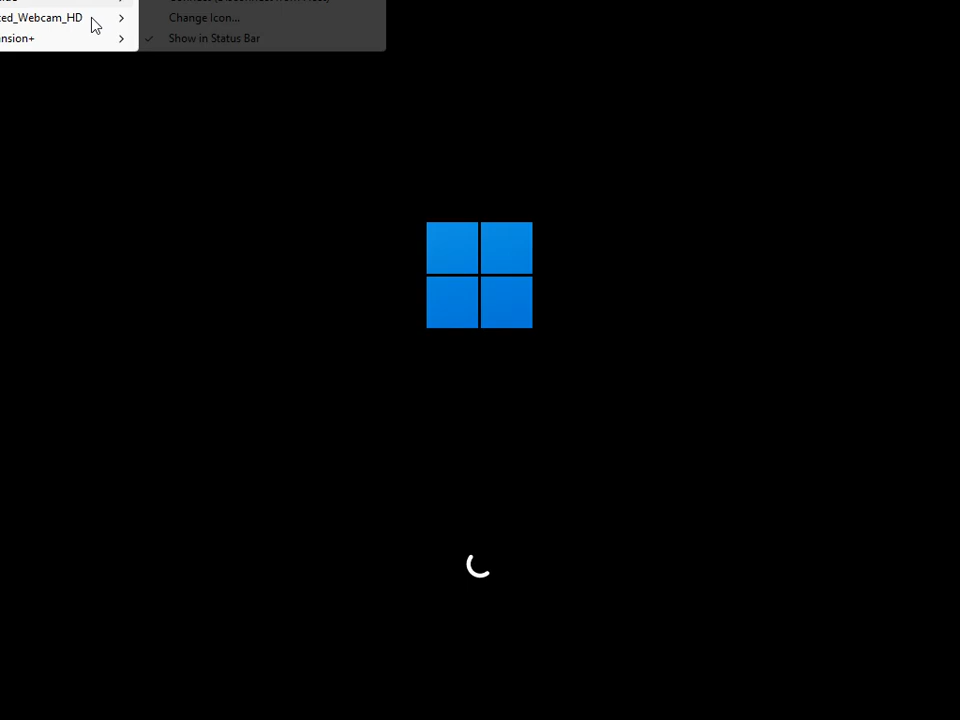 ted_Webcam_HD
Change Icon...
nsion+
Show in Status Bar